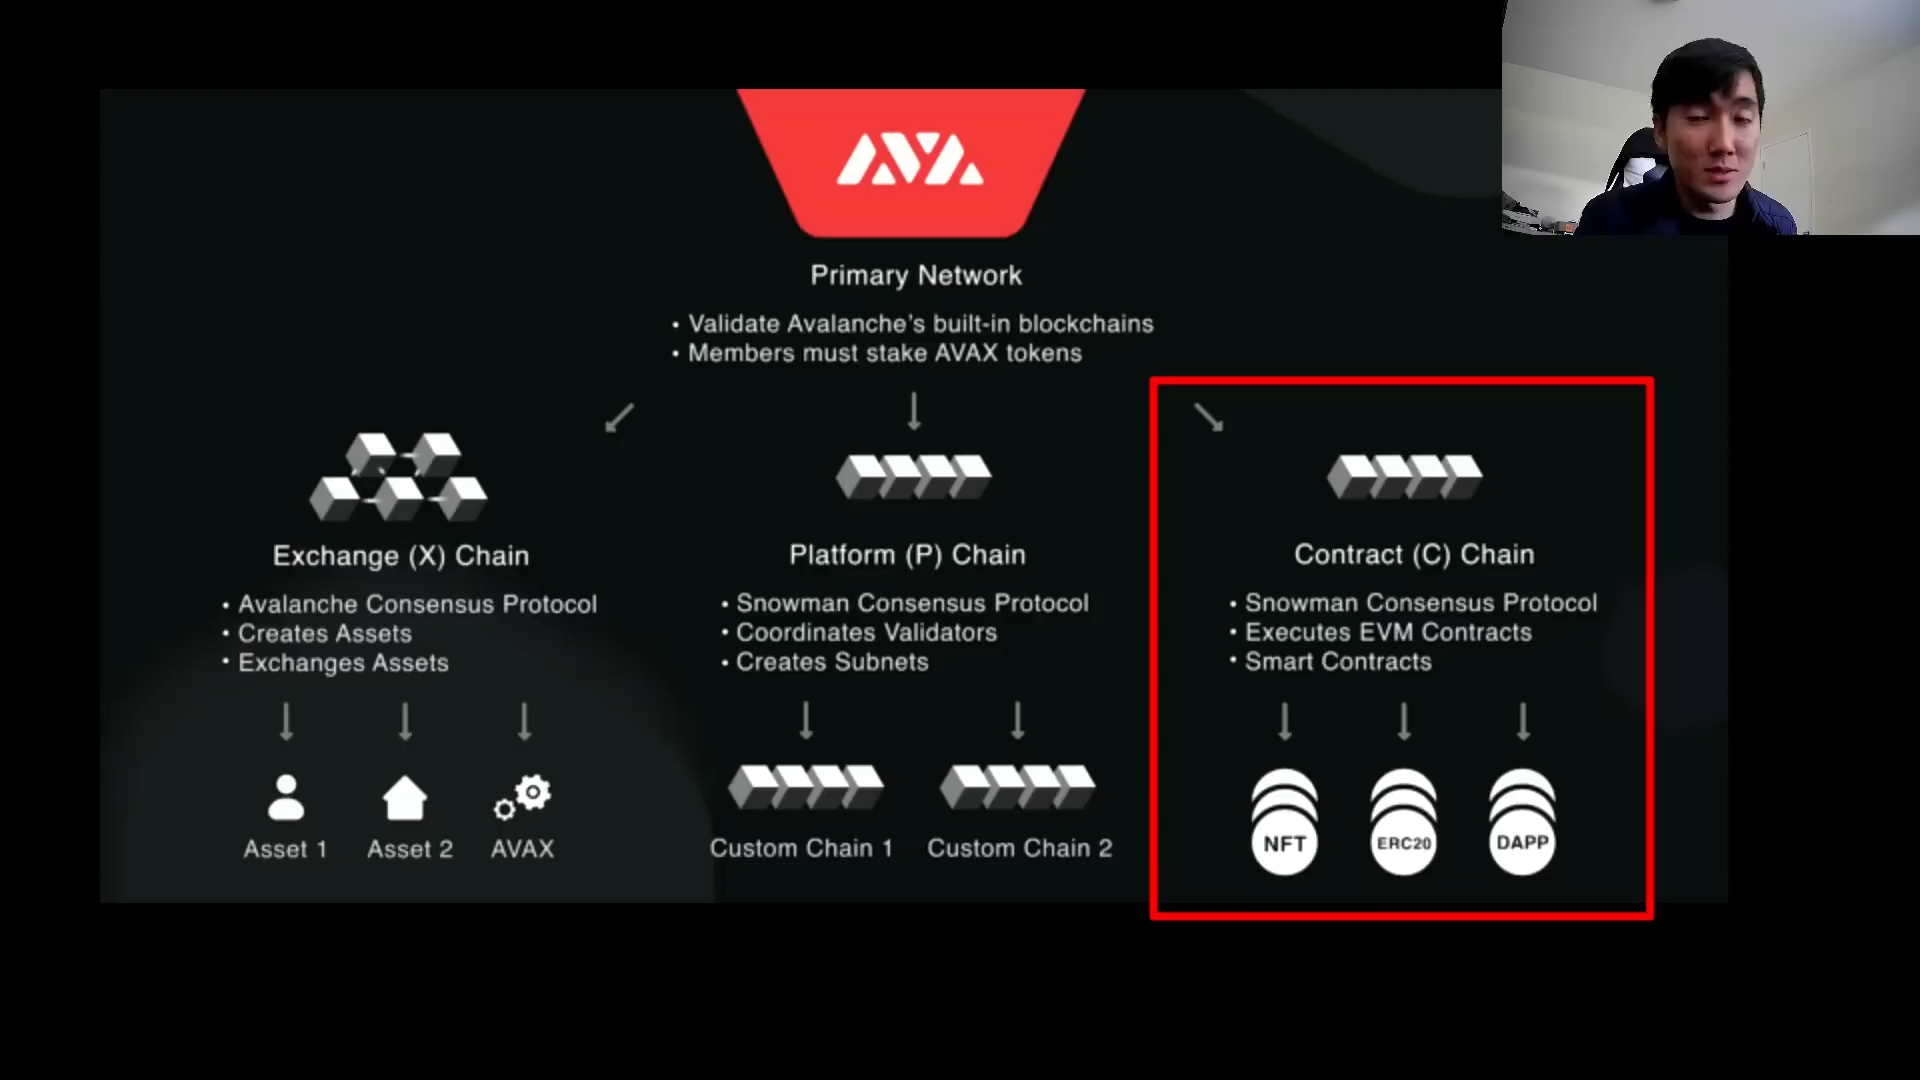 AVA
Primary Network
• Validate Avalanche's built-in blockchains
• Members must stake AVAX tokens
Exchange (X) Chain
• Avalanche Consensus Protocol
• Creates Assets
• Exchanges Assets
Asset 1
Asset 2
AVAX
Platform (P) Chain
• Snowman Consensus Protocol
• Coordinates Validators
• Creates Subnets
Custom Chain 1
Custom Chain 2
Contract (C) Chain
• Snowman Consensus Protocol
• Executes EVM Contracts
• Smart Contracts
NFT
ERC20
DAPP